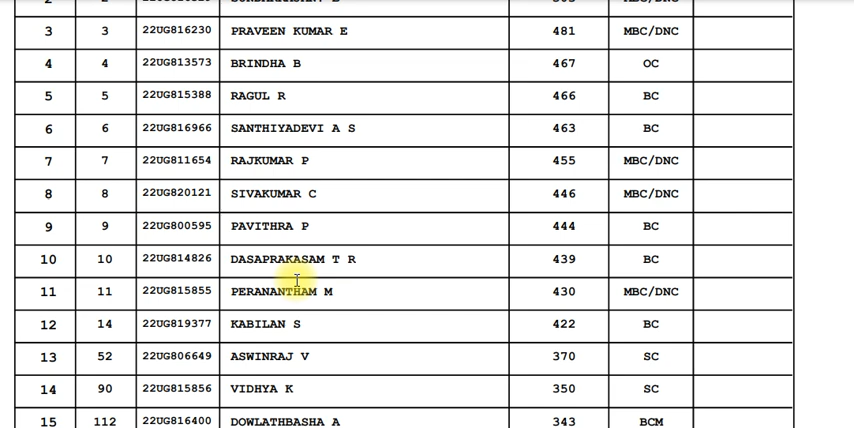 3 3 22UG816230 PRAVEEN KUMAR E 481 MBC/DNC
4 4 22UG813573 BRINDHA B 467 OC
5 5 22UG815388 RAGUL R 466 BC
6 6 22UG816966 SANTHIYADEVI A S 463 BC
7 7 22UG811654 RAJKUMAR P 455 MBC/DNC
8 8 22UG820121 SIVAKUMAR C 446 MBC/DNC
9 9 22UG800595 PAVITHRA P 444 BC
10 10 22UG814826 DASAPRAKASAM T R 439 BC
11 11 22UG815855 PERANANTHAM M 430 MBC/DNC
12 14 22UG819377 KABILAN S 422 BC
13 52 22UG806649 ASWINRAJ V 370 SC
14 90 22UG815856 VIDHYA K 350 SC
15 112 22UG816400 DOWLATHBASHA A 343 BCM